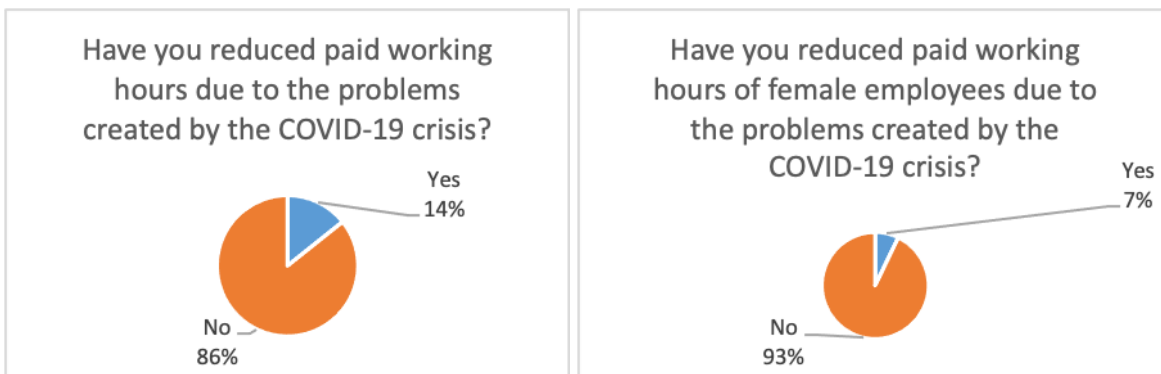 Have you reduced paid working
hours due to the problems
created by the COVID-19 crisis?
Yes
14%
No
86%
Have you reduced paid working
hours of female employees due to
the problems created by the
COVID-19 crisis?
Yes
7%
No
93%